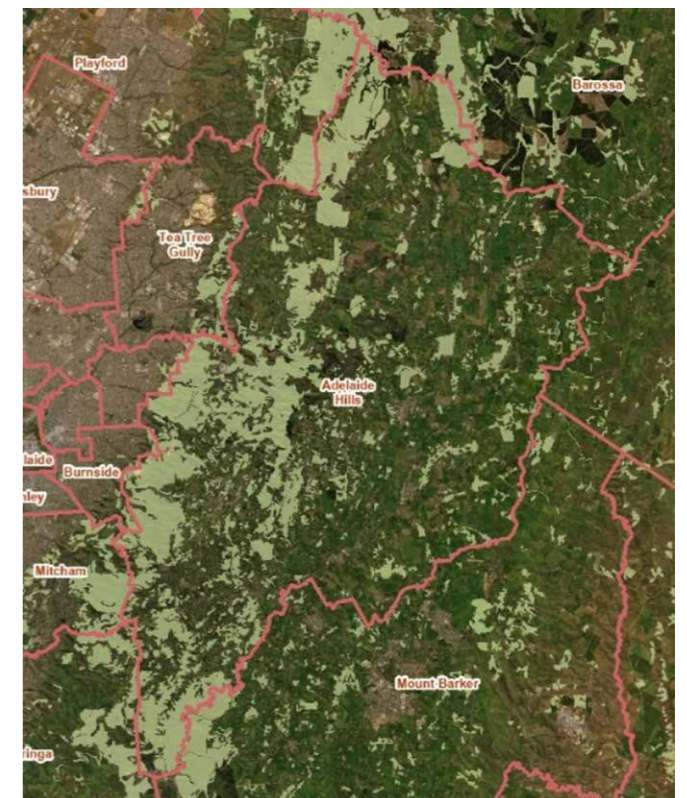 Playford
Barossa
sbury
Tea Tree
Gully
Adelaide
Hills
laide
Burnside
nley
Mitcham
Mount Barker
ringa